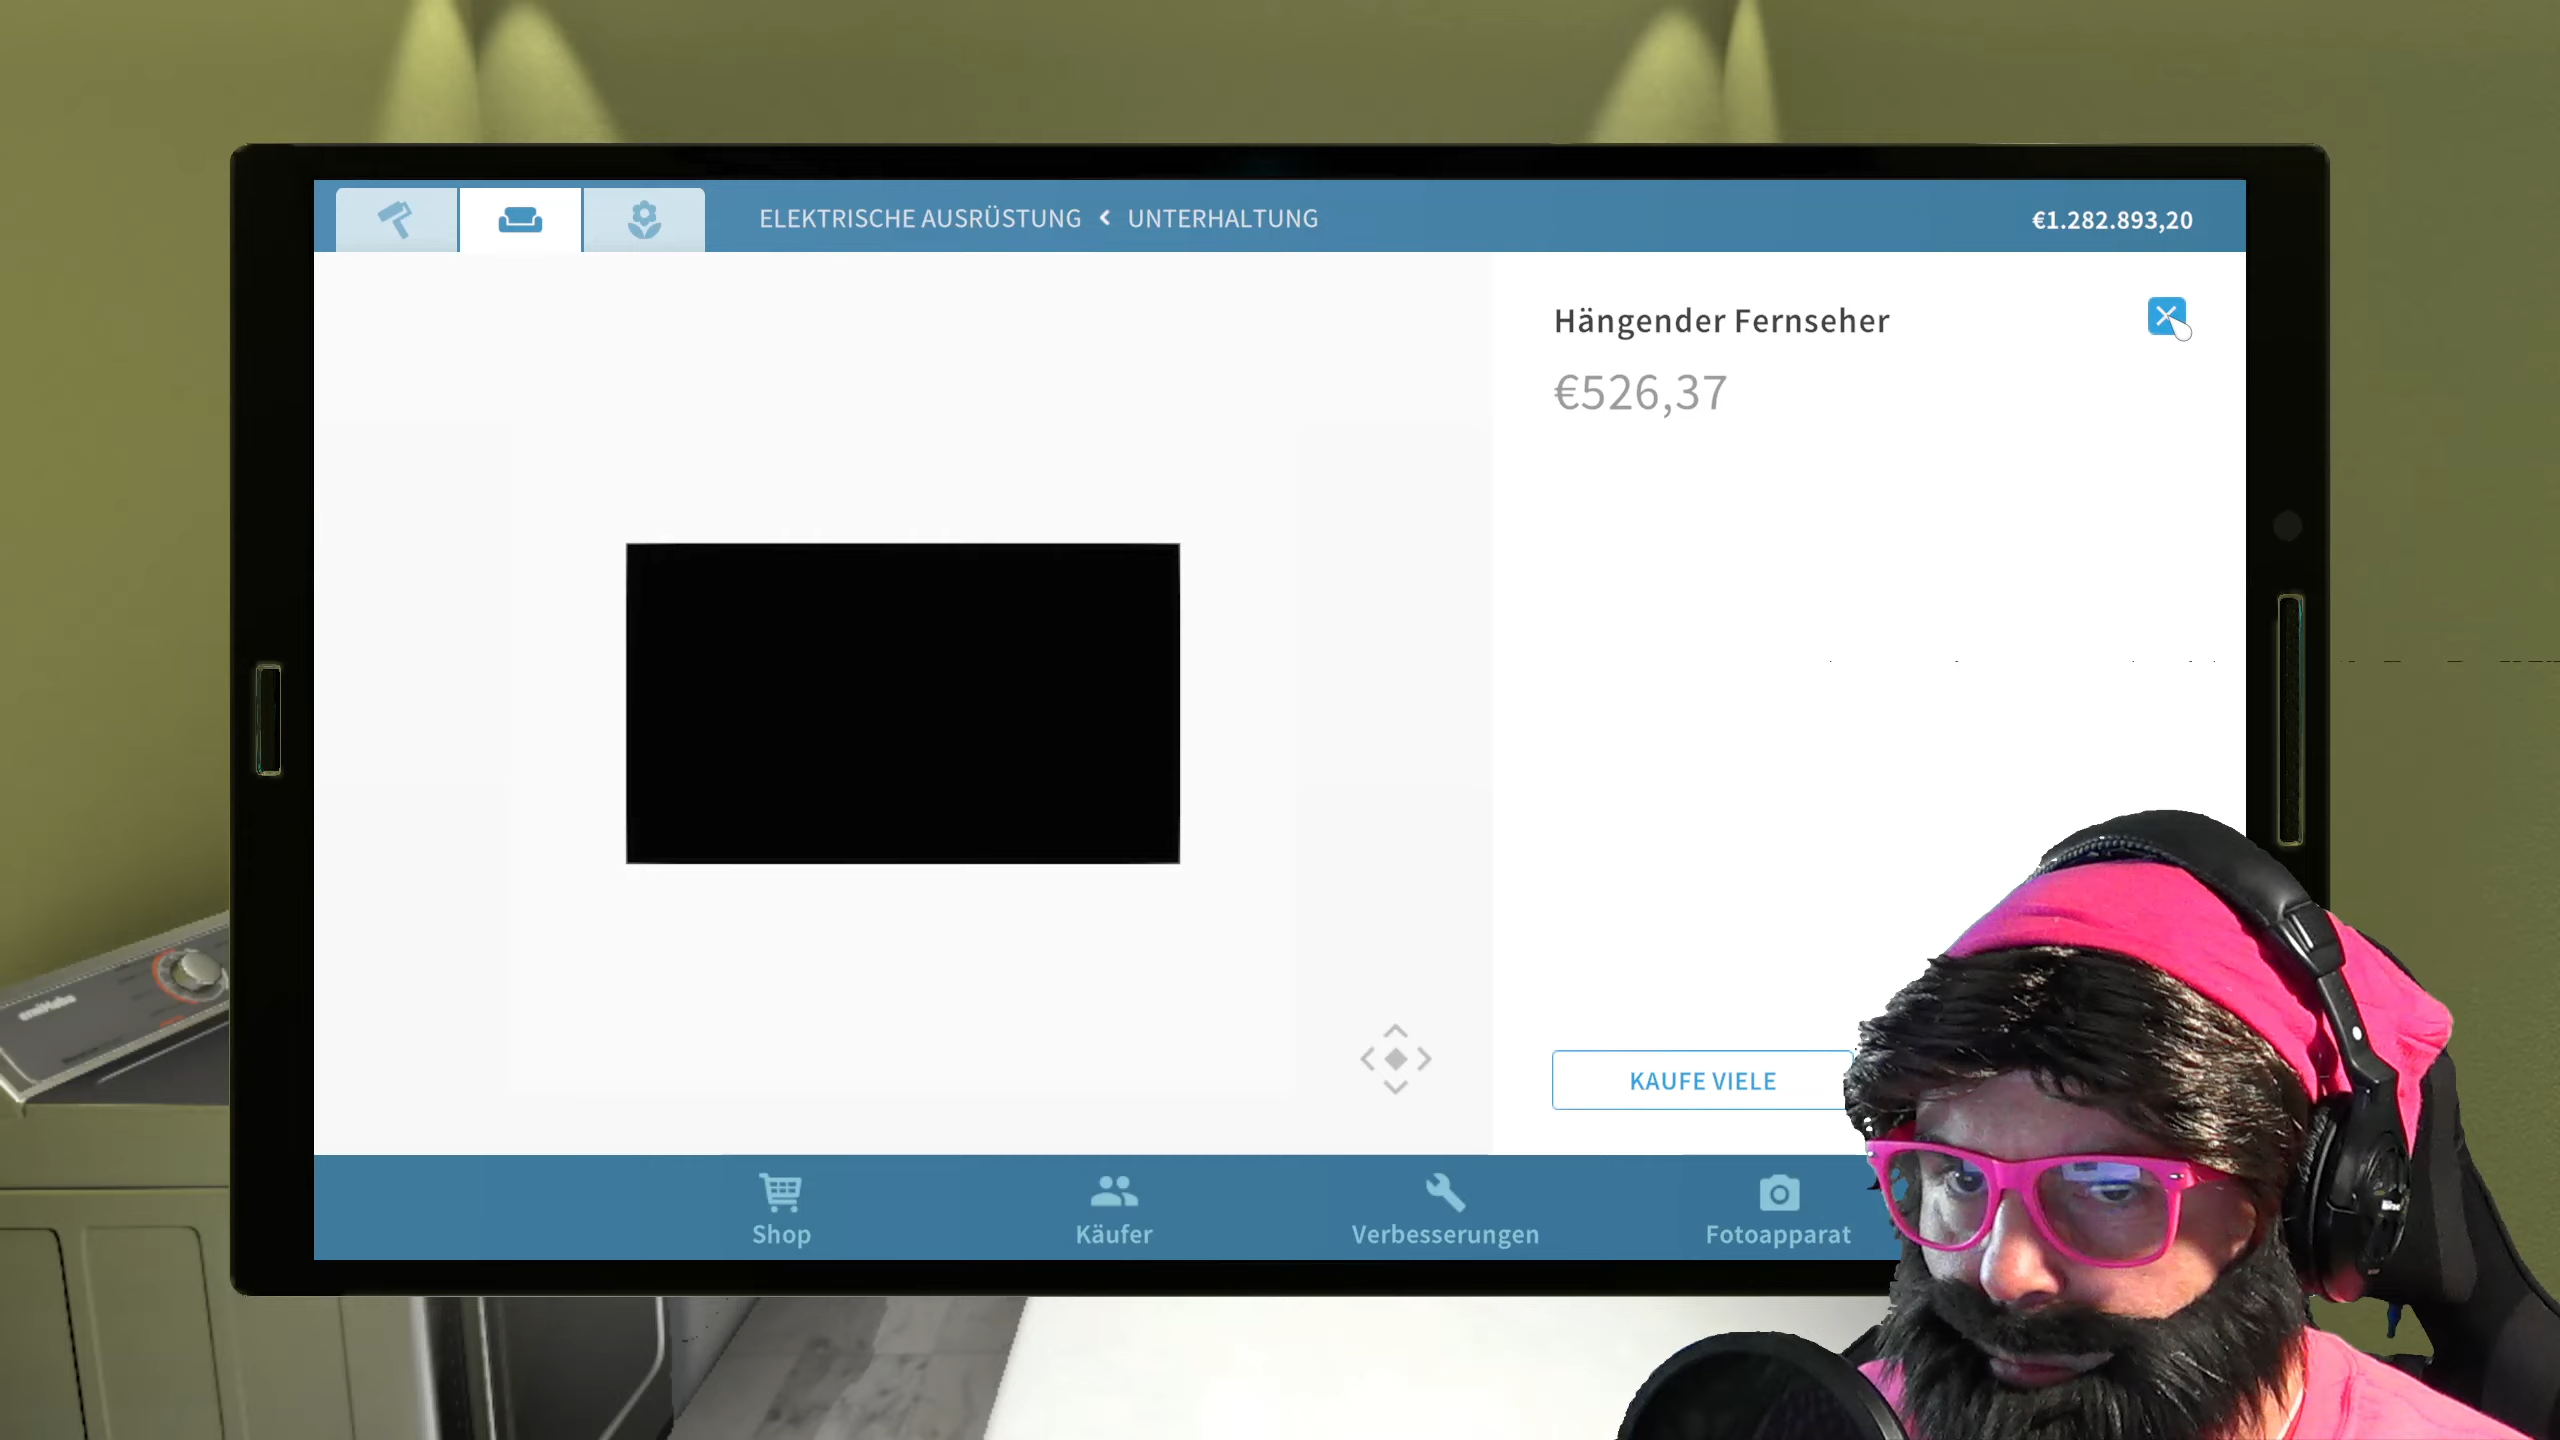 ELEKTRISCHE AUSRÜSTUNG < UNTERHALTUNG
€1.282.893,20
Hängender Fernseher
€526,37
KAUFE VIELE
Shop
Käufer
Verbesserungen
Fotoapparat